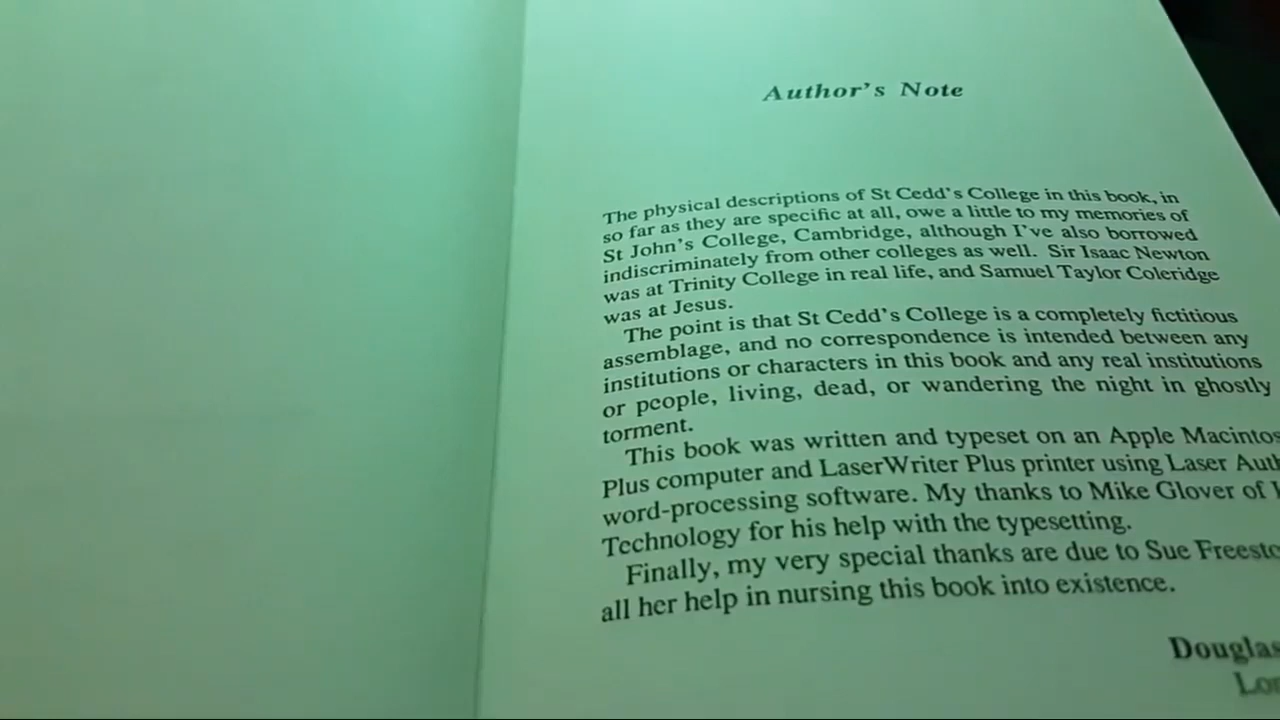 Author's Note
The physical descriptions of St Cedd's College in this book, in
so far as they are specific at all, owe a little to my memories of
St John's College, Cambridge, although I've also borrowed
indiscriminately from other colleges as well. Sir Isaac Newton
was at Trinity College in real life, and Samuel Taylor Coleridge
was at Jesus.
The point is that St Cedd's College is a completely fictitious
assemblage, and no correspondence is intended between any
institutions or characters in this book and any real institutions
or people, living, dead, or wandering the night in ghostly
torment.
This book was written and typeset on an Apple
Plus computer and LaserWriter Plus printer using Laser
word-processing software. My thanks to Mike Glover of
Technology for his help with the typesetting.
Finally, my very special thanks are due to Sue
all her help in nursing this book into existence.
Douglas